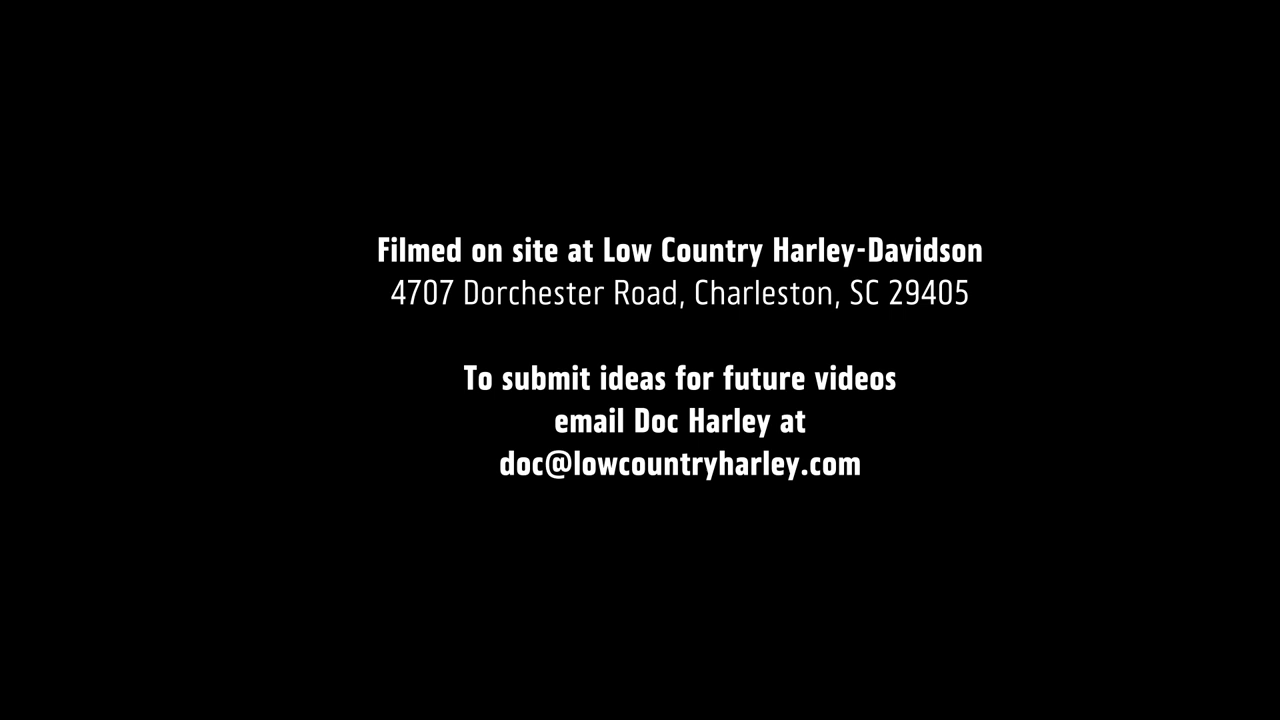 Filmed on site at Low Country Harley-Davidson
4707 Dorchester Road, Charleston, SC 29405
To submit ideas for future videos
email Doc Harley at
doc@lowcountryharley.com